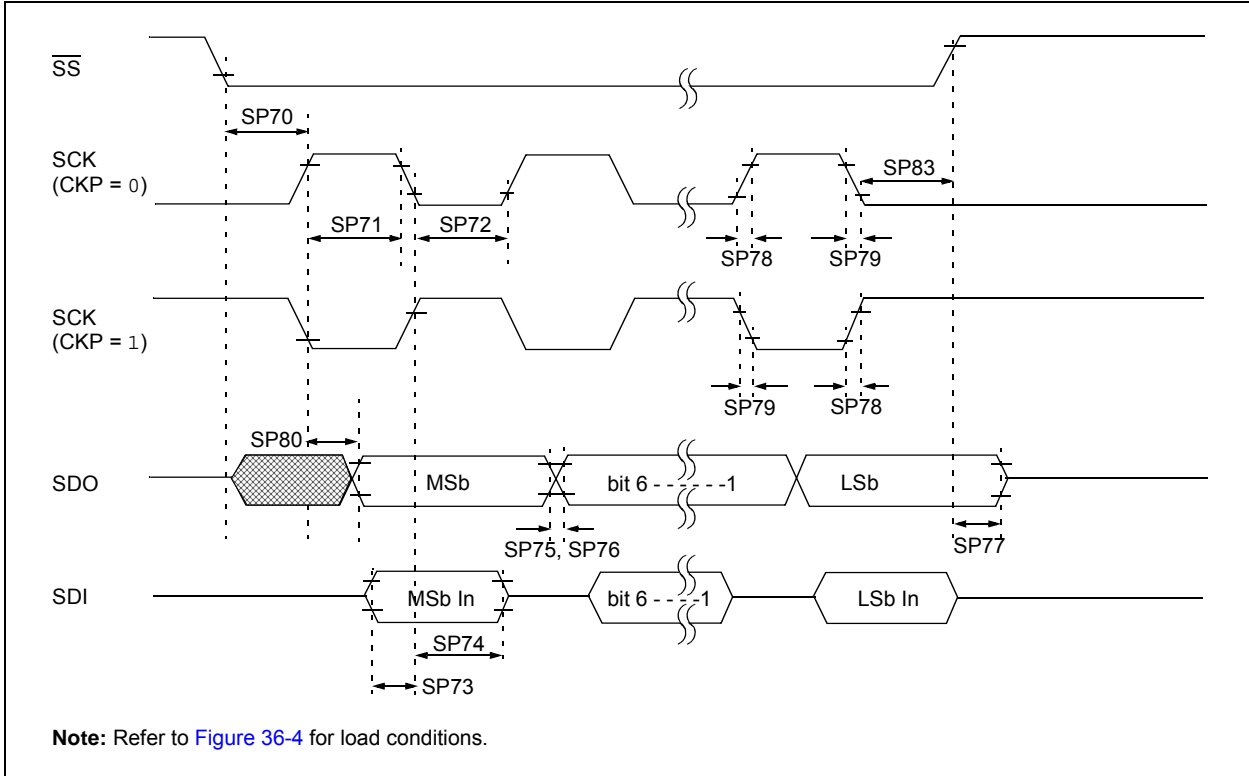 SS
SP70
SCK
(CKP = 0)
SP83
SP71
SP72
SP78
SP79
SCK
(CKP = 1)
SP79
SP78
SP80
SDO
MSb
bit 6 - - - - - -1
LSb
SP75, SP76
SP77
SDI
MSb In
bit 6 - - - -1
LSb In
SP74
SP73
Note: Refer to Figure 36-4 for load conditions.